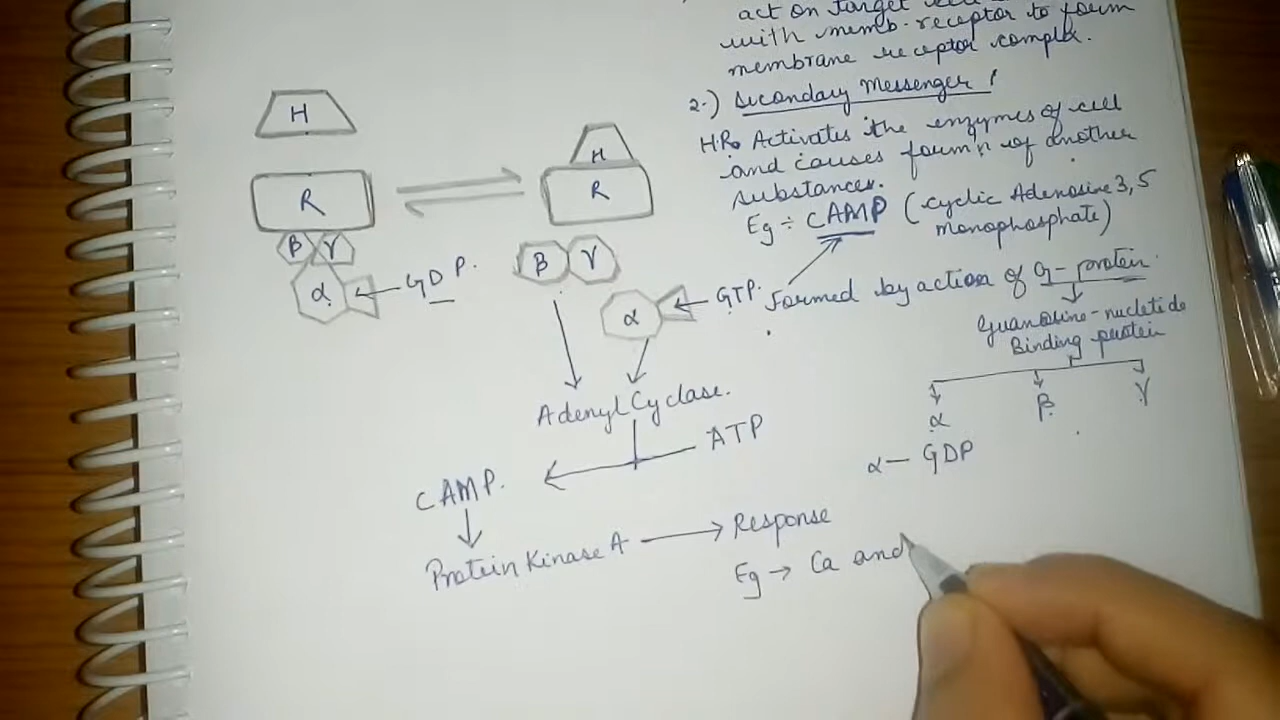 act on Target
with memb. receptor to form
membrane receptor complex.
2.) Secondary Messenger
H.R. Activates the enzymes of cell
and causes form'n of another
substances.
Eg ÷ CAMP (cyclic Adenosine 3,5
monophosphate)
formed by action of G-protein.
Guanosine-nucletide
Binding protein
α β γ
α — GDP
H
R
β γ
α
GDP.
H
R
β γ
α
GTP.
Adenyl Cyclase.
ATP
CAMP.
Protein Kinase A → Response
Eg → Ca and